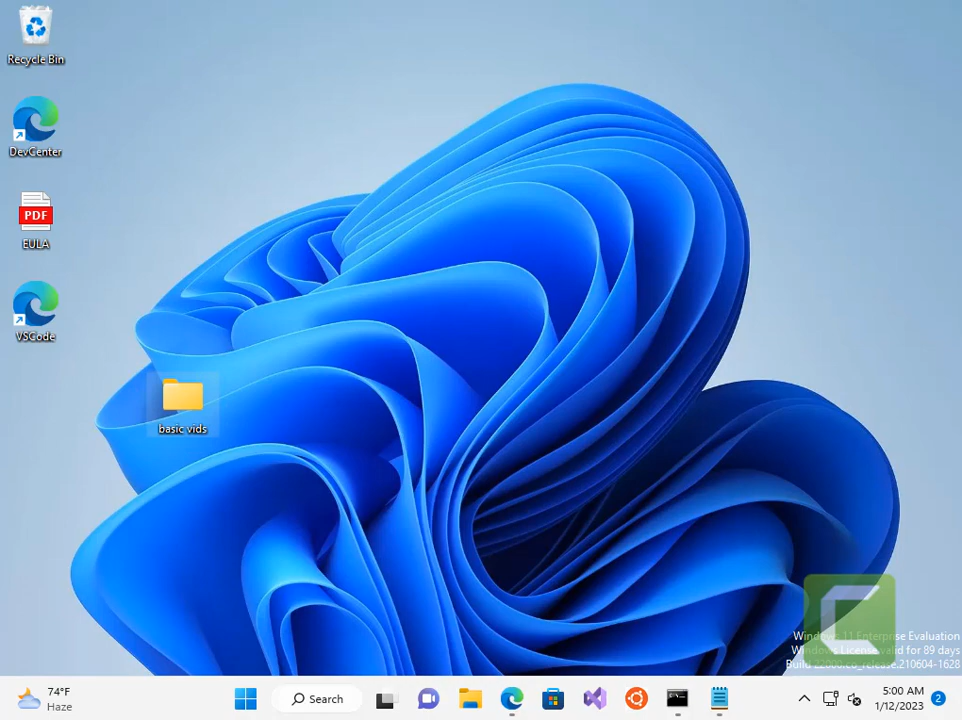 Recycle Bin
DevCenter
PDF
EULA
VSCode
basic vids
Windows 11 Enterprise Evaluation
Windows License valid for 89 days
Build 22000.co_release.210604-1628
74°F
Haze
Search
5:00 AM
1/12/2023
2